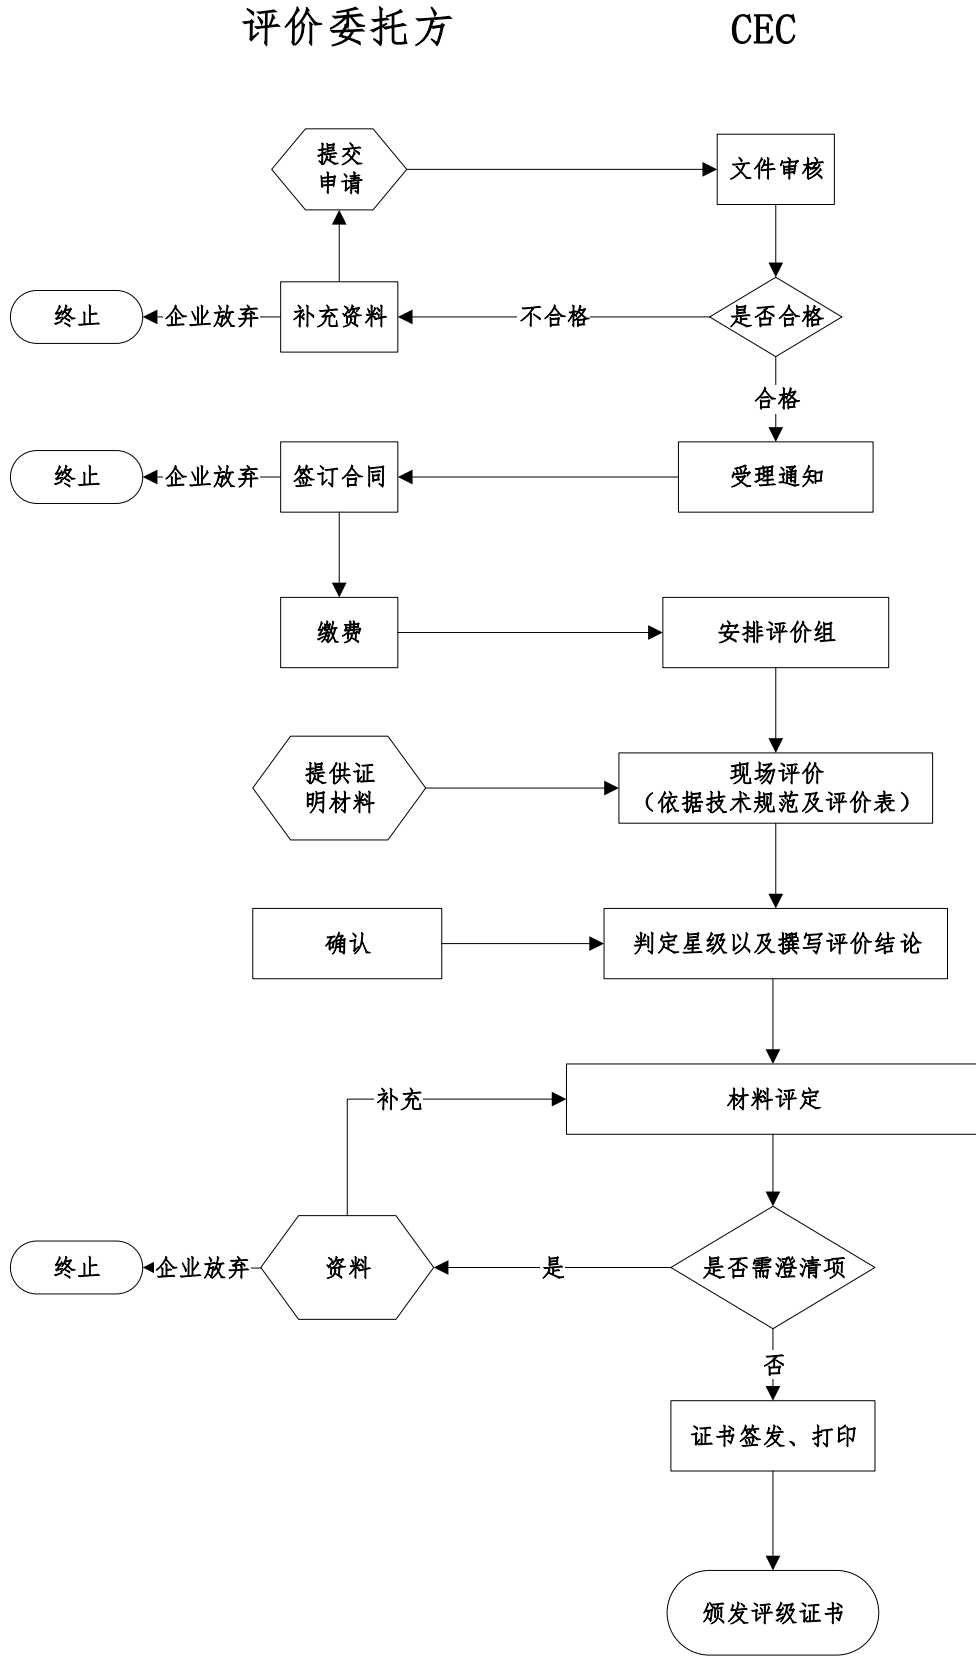 评价委托方
CEC
提交
申请
文件审核
终止
企业放弃
补充资料
不合格
是否合格
合格
终止
企业放弃
签订合同
受理通知
缴费
安排评价组
提供证
明材料
现场评价
（依据技术规范及评价表）
确认
判定星级以及撰写评价结论
补充
材料评定
终止
企业放弃
资料
是
是否需澄清项
否
证书签发、打印
颁发评级证书